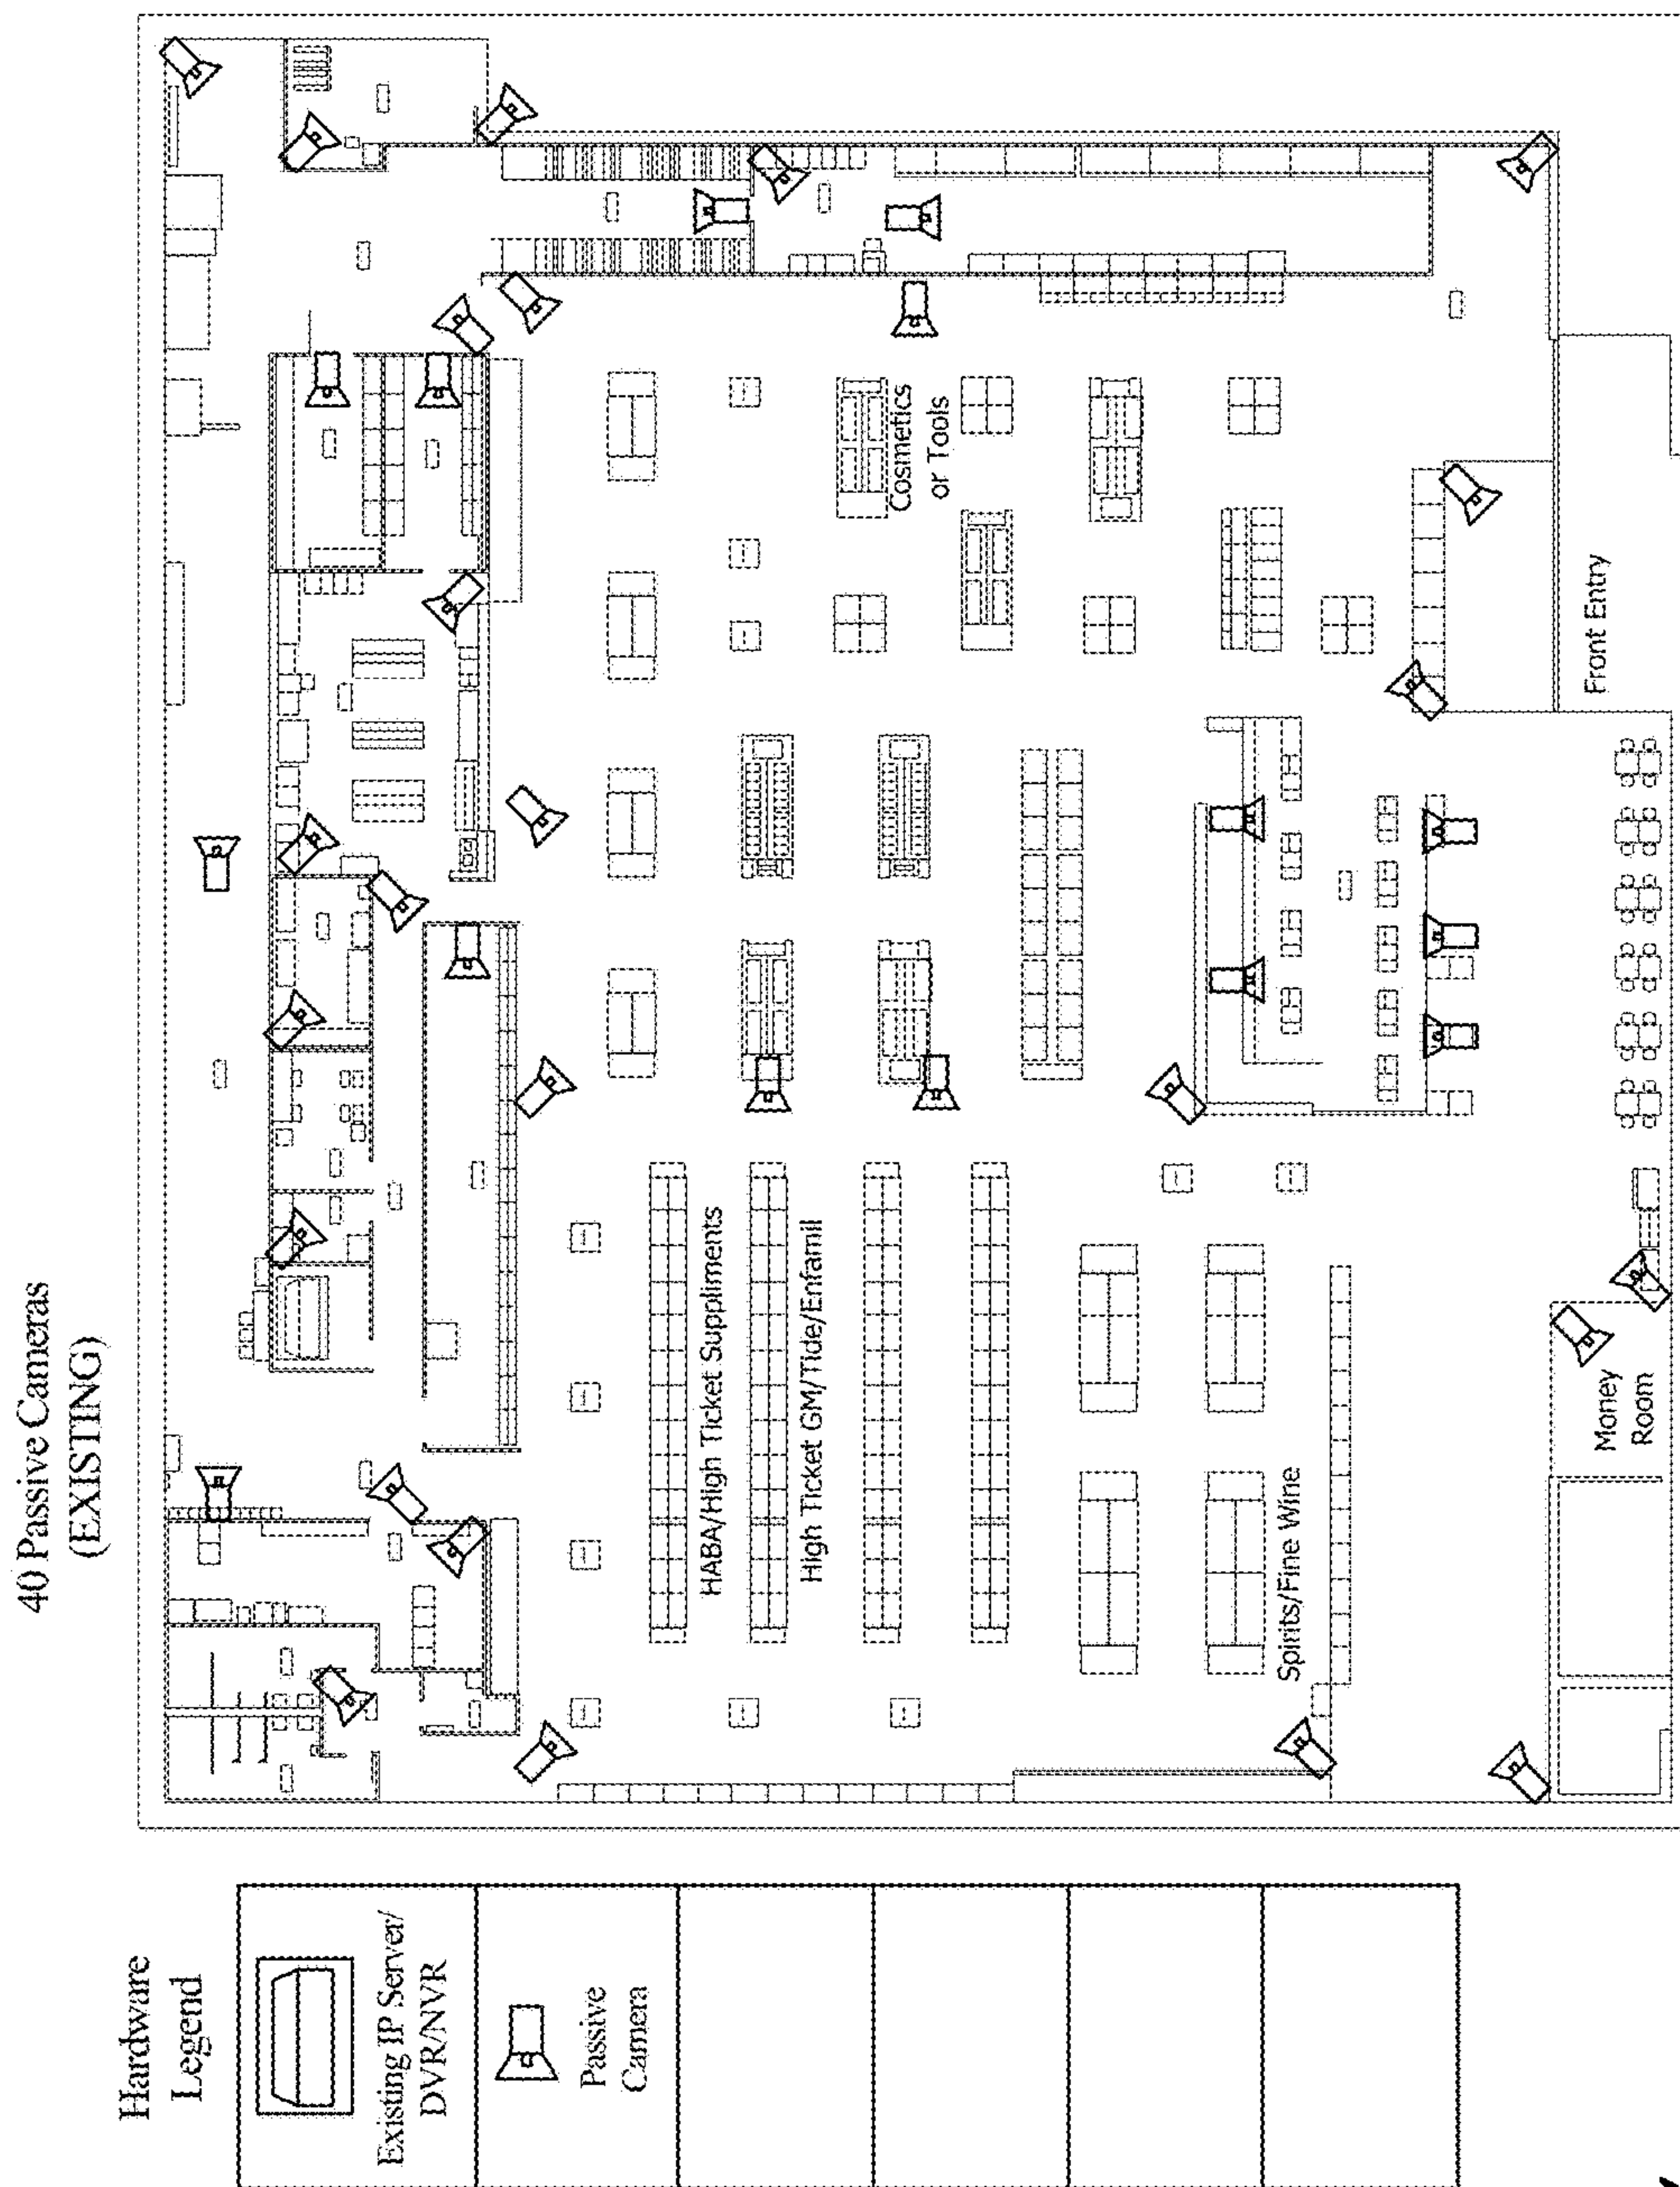 40 Passive Cameras
(EXISTING)
Hardware
Legend
Existing IP Server/
DVR/NVR
Passive
Camera
HABA/High Ticket Suppliments
High Ticket GM/Tide/Enfamil
Spirits/Fine Wine
Cosmetics
or Tools
Money
Room
Front Entry